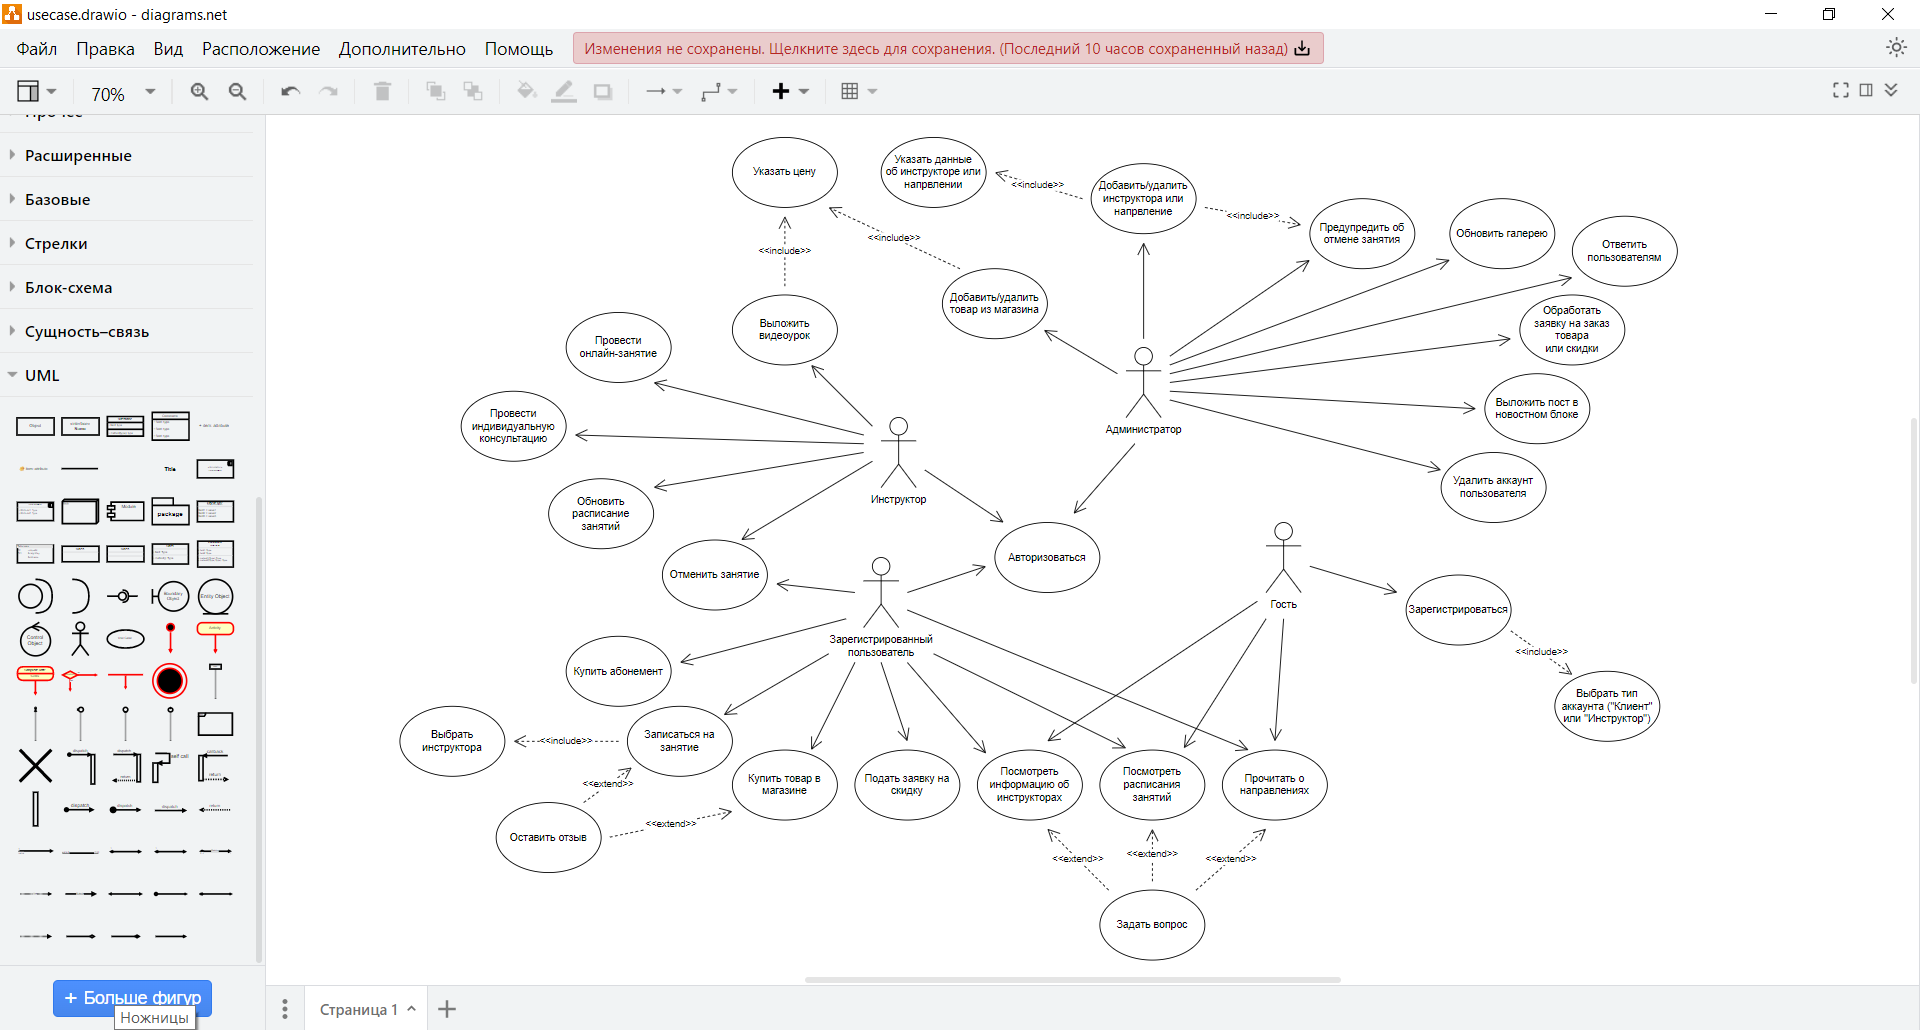 usecase.drawio - diagrams.net
Файл Правка Вид Расположение Дополнительно Помощь
Изменения не сохранены. Щелкните здесь для сохранения. (Последний 10 часов сохраненный назад)
70%
Прочее
Расширенные
Базовые
Стрелки
Блок-схема
Сущность–связь
UML
Title
package
+ Больше фигур
Ножницы
Страница 1
Указать цену
Указать данные
об инструкторе или
напрвлении
<<include>>
Добавить/удалить
инструктора или
напрвление
<<include>>
Предупредить об
отмене занятия
Обновить галерею
Ответить
пользователям
<<include>>
<<include>>
Добавить/удалить
товар из магазина
Обработать
заявку на заказ
товара
или скидки
Выложить
видеоурок
Провести
онлайн-занятие
Провести
индивидуальную
консультацию
Выложить пост в
новостном блоке
Администратор
Удалить аккаунт
пользователя
Инструктор
Обновить
расписание
занятий
Авторизоваться
Отменить занятие
Гость
Зарегистрироваться
Зарегистрированный
пользователь
<<include>>
Купить абонемент
Выбрать тип
аккаунта ("Клиент"
или "Инструктор")
Выбрать
инструктора
<<include>>
Записаться на
занятие
<<extend>>
Купить товар в
магазине
Подать заявку на
скидку
Посмотреть
информацию об
инструкторах
Посмотреть
расписания
занятий
Прочитать о
направлениях
Оставить отзыв
<<extend>>
<<extend>>
<<extend>>
<<extend>>
Задать вопрос